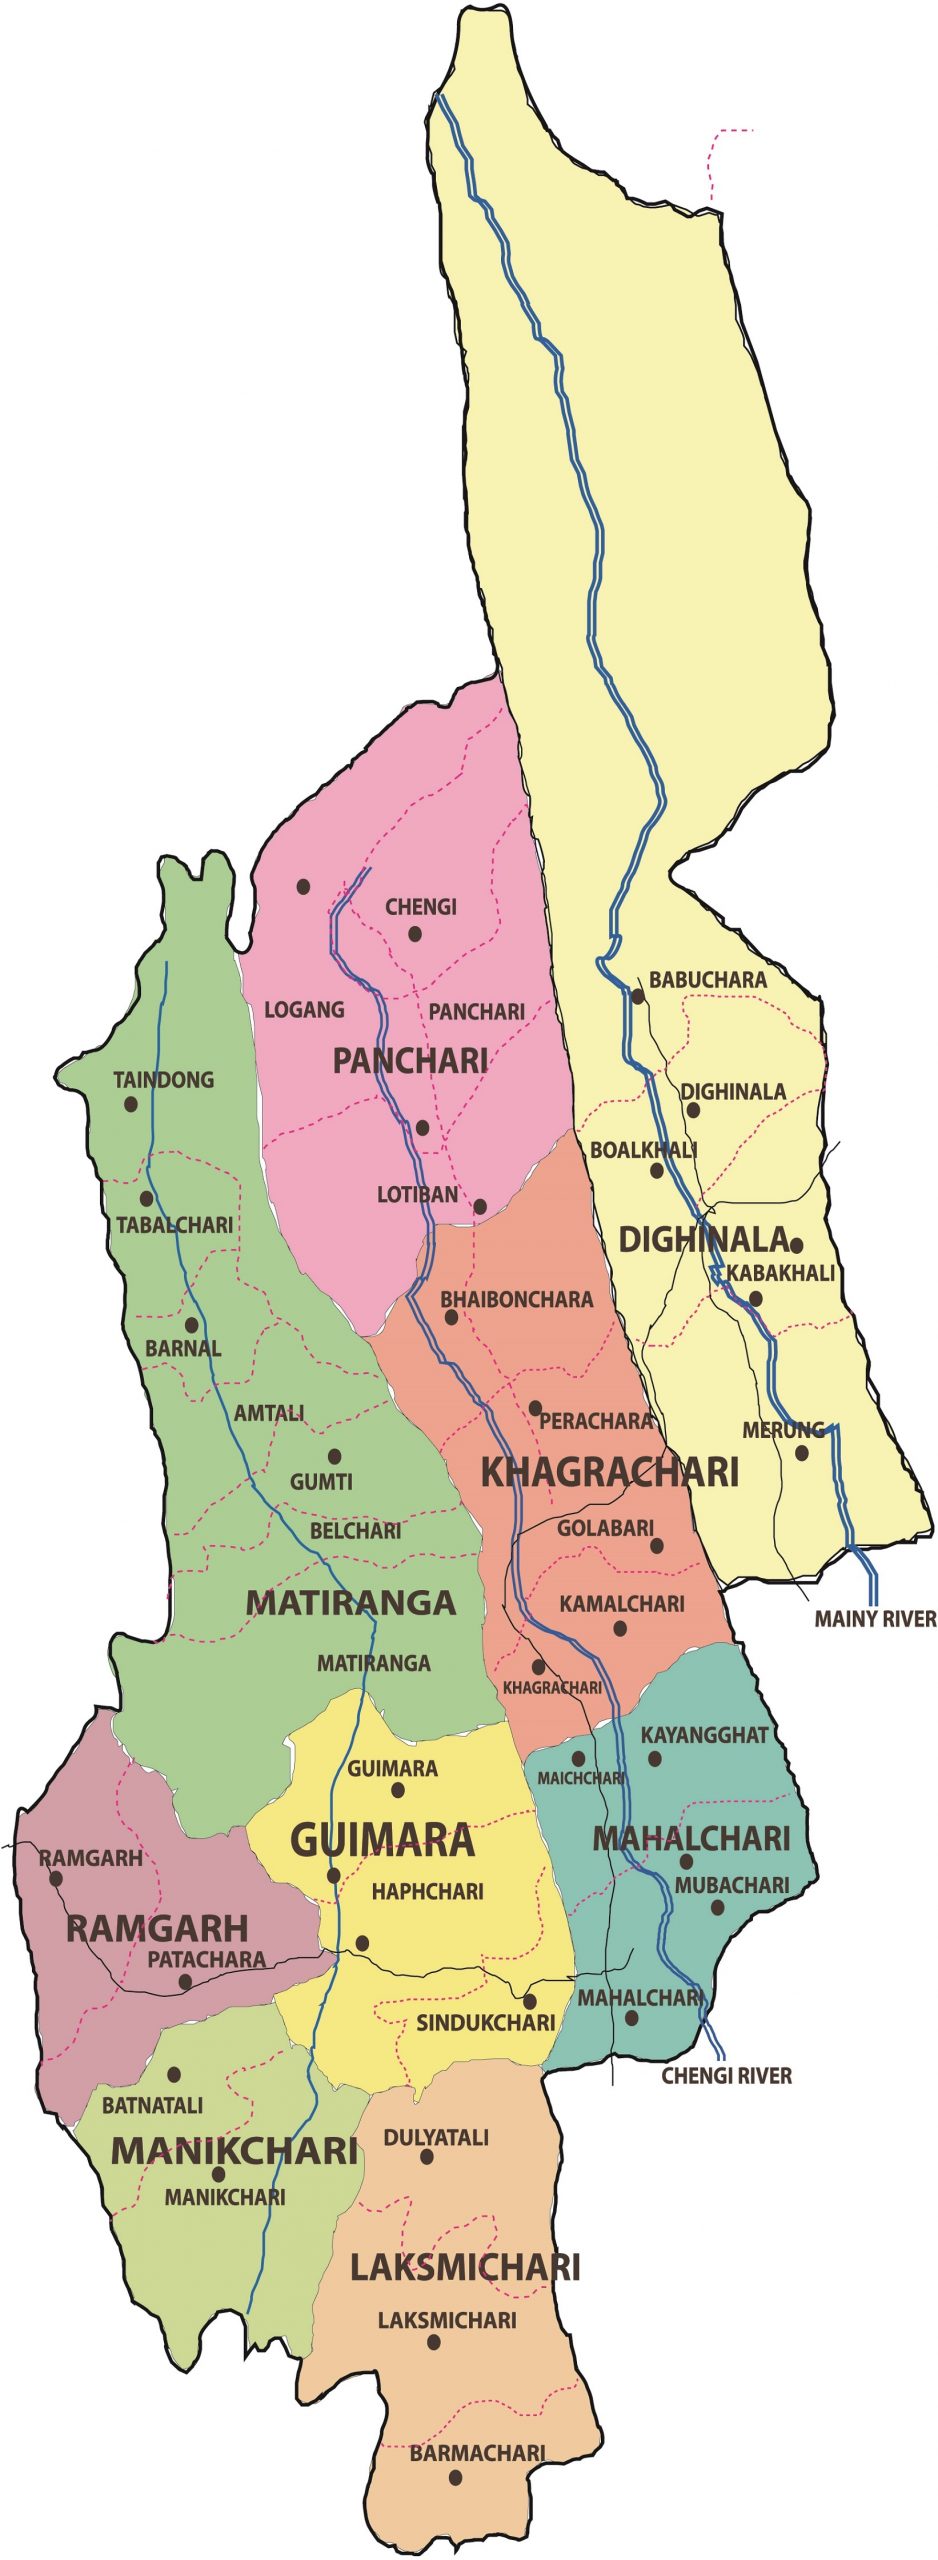 CHENGI
BABUCHARA
LOGANG
PANCHARI
PANCHARI
TAINDONG
DIGHINALA
BOALKHALI
LOTIBAN
TABALCHARI
DIGHINALA
KABAKHALI
BHAIBONCHARA
BARNAL
AMTALI
PERACHARA
MERUNG
KHAGRACHARI
GUMTI
BELCHARI
GOLABARI
MATIRANGA
KAMALCHARI
MAINY RIVER
MATIRANGA
KHAGRACHARI
KAYANGGHAT
GUIMARA
MAICHCHARI
GUIMARA
MAHALCHARI
RAMGARH
HAPHCHARI
MUBACHARI
RAMGARH
PATACHARA
MAHALCHARI
SINDUKCHARI
CHENGI RIVER
BATNATALI
DULYATALI
MANIKCHARI
MANIKCHARI
LAKSMICHARI
LAKSMICHARI
BARMACHARI